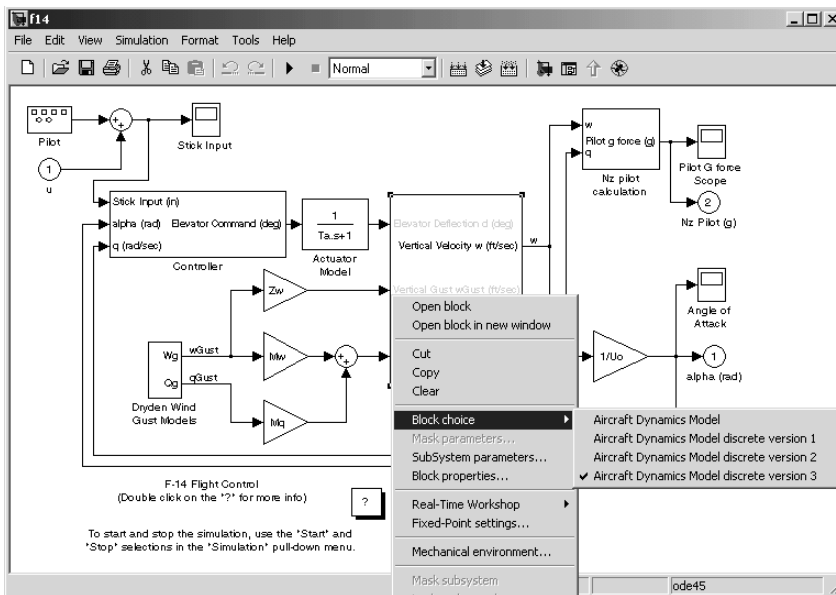 f14
File Edit View Simulation Format Tools Help
Normal
Pilot
Stick Input
1
u
w
q
Pilot g force (g)
Nz pilot
calculation
Pilot G force
Scope
2
Nz Pilot (g)
Stick Input (in)
alpha (rad)
q (rad/sec)
Elevator Command (deg)
Controller
1
Ta.s+1
Actuator
Model
Elevator Deflection d (deg)
Vertical Velocity w (ft/sec)
w
Vertical Gust wGust (ft/sec)
Zw
Mw
Mq
Wg
Qg
wGust
qGust
Dryden Wind
Gust Models
1/Uo
Angle of
Attack
1
alpha (rad)
Open block
Open block in new window
Cut
Copy
Clear
Block choice
Mask parameters...
SubSystem parameters...
Block properties...
Real-Time Workshop
Fixed-Point settings...
Mechanical environment...
Mask subsystem
Aircraft Dynamics Model
Aircraft Dynamics Model discrete version 1
Aircraft Dynamics Model discrete version 2
Aircraft Dynamics Model discrete version 3
F-14 Flight Control
(Double click on the "?" for more info)
?
To start and stop the simulation, use the "Start" and
"Stop" selections in the "Simulation" pull-down menu.
ode45